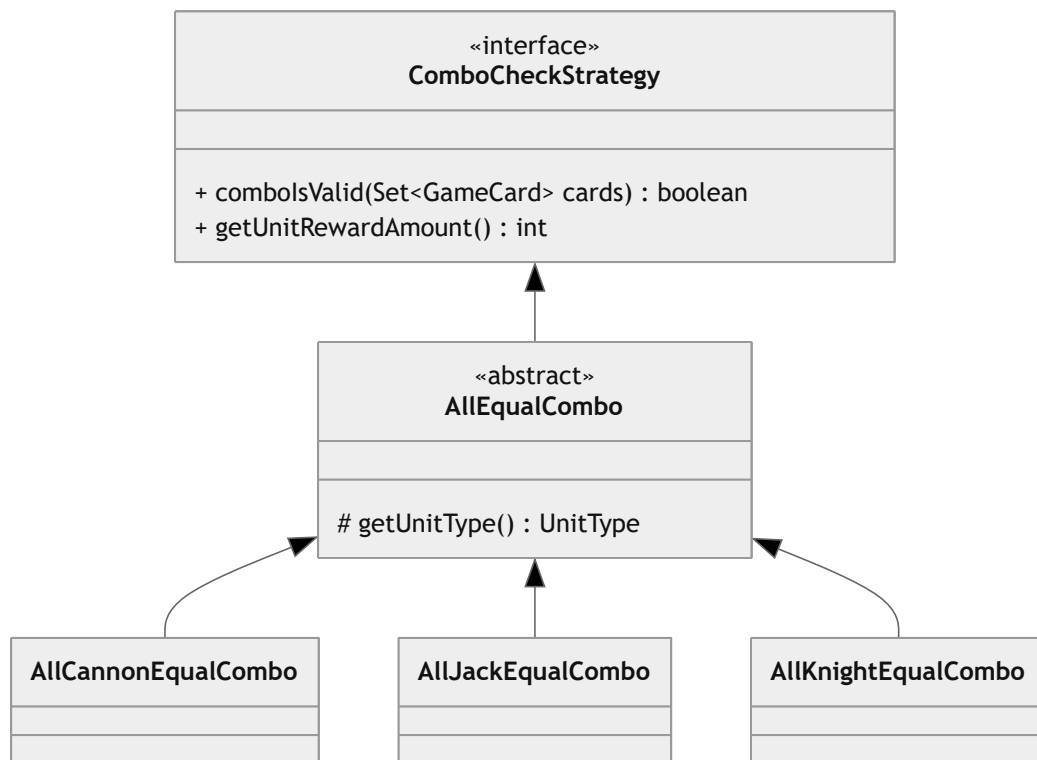 «interface»
ComboCheckStrategy
+ comboIsValid(Set<GameCard> cards) : boolean
+ getUnitRewardAmount() : int
«abstract»
AllEqualCombo
# getUnitType() : UnitType
AllCannonEqualCombo
AllJackEqualCombo
AllKnightEqualCombo